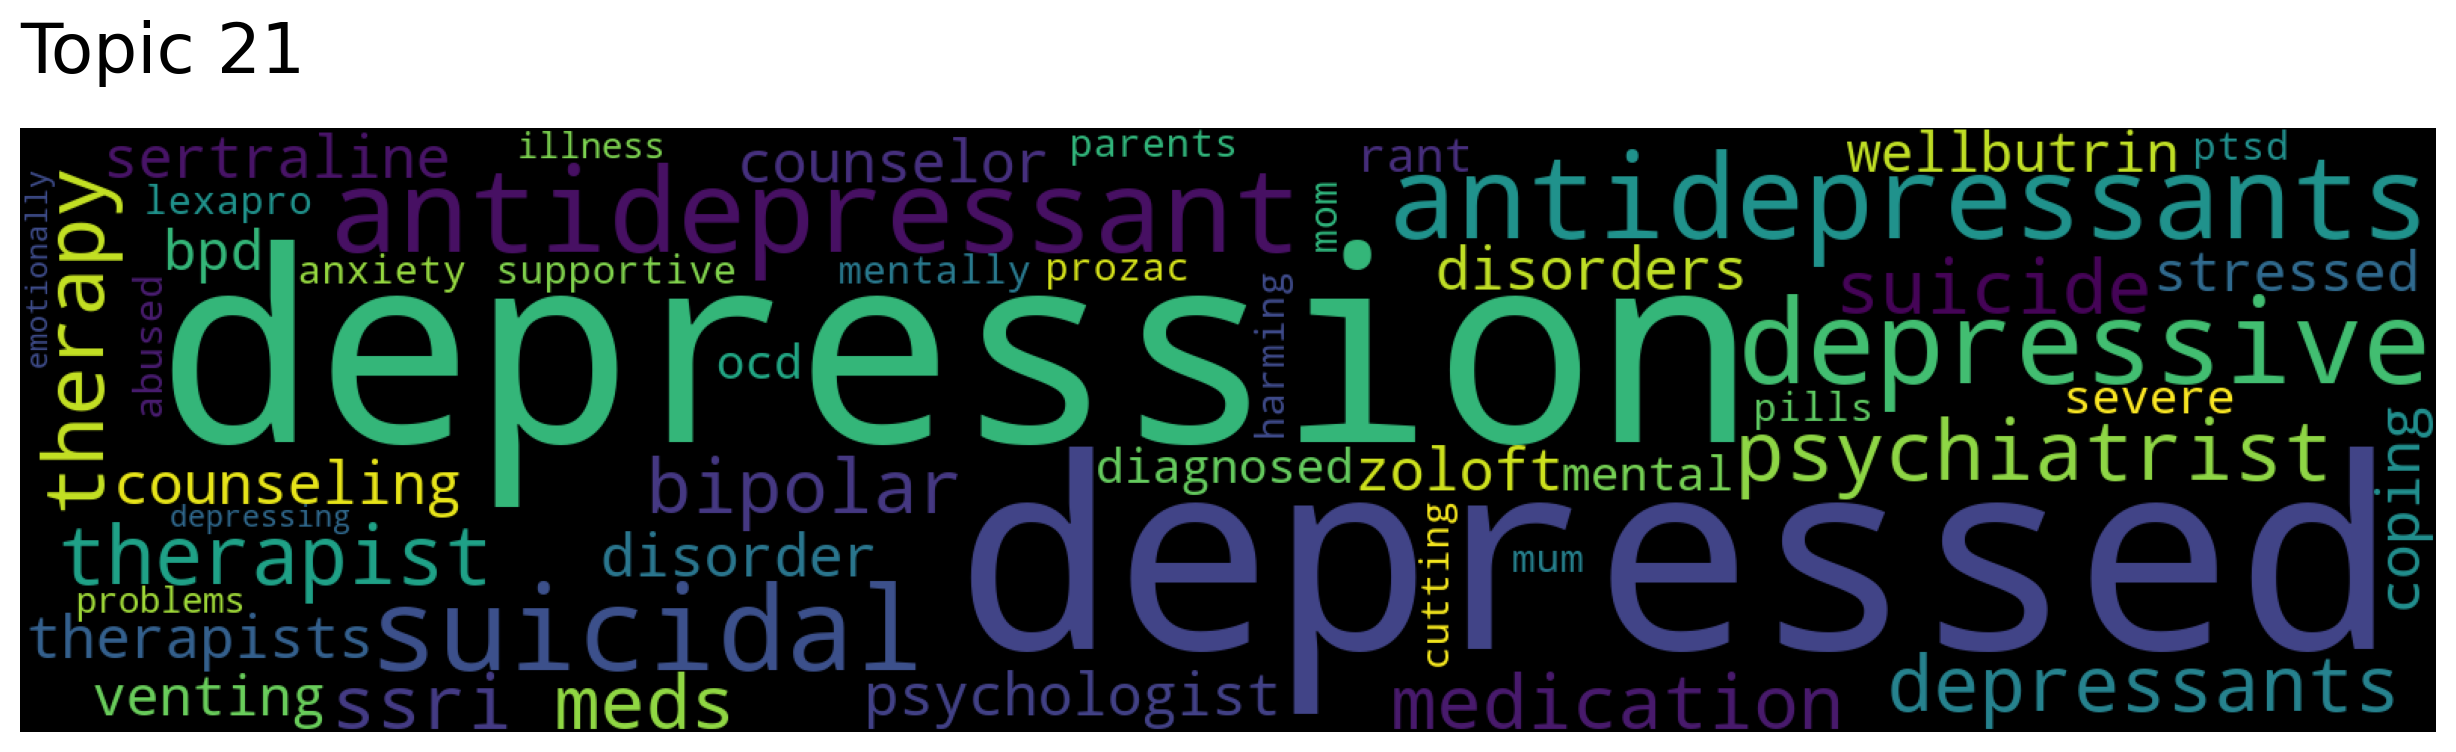 Topic 21
sertraline
illness
counselor
parents
rant
wellbutrin
ptsd
emotionally
therapy
lexapro
antidepressant
mom
antidepressants
bpd
anxiety
supportive
mentally
prozac
disorders
suicide
stressed
abused
depression
ocd
harming
depressive
pills
severe
psychiatrist
coping
counseling
bipolar
diagnosed
zoloft
mental
depressing
therapist
disorder
depressed
cutting
mum
problems
therapists
suicidal
venting
ssri
meds
psychologist
medication
depressants